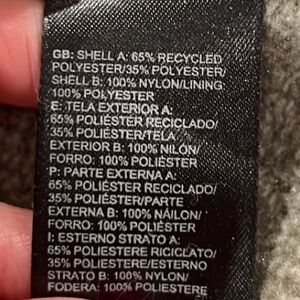 GB: SHELL A: 65% RECYCLED
POLYESTER/35% POLYESTER/
SHELL B: 100% NYLON/LINING:
100% POLYESTER
E: TELA EXTERIOR A:
65% POLIÉSTER RECICLADO/
35% POLIÉSTER/TELA
EXTERIOR B: 100% NILÓN/
FORRO: 100% POLIÉSTER
P: PARTE EXTERNA A:
65% POLIÉSTER RECICLADO/
35% POLIÉSTER/PARTE
EXTERNA B: 100% NÁILON/
FORRO: 100% POLIÉSTER
I: ESTERNO STRATO A:
65% POLIESTERE RICICLATO/
35% POLIESTERE/ESTERNO
STRATO B: 100% NYLON/
FODERA: 100% POLIESTERE